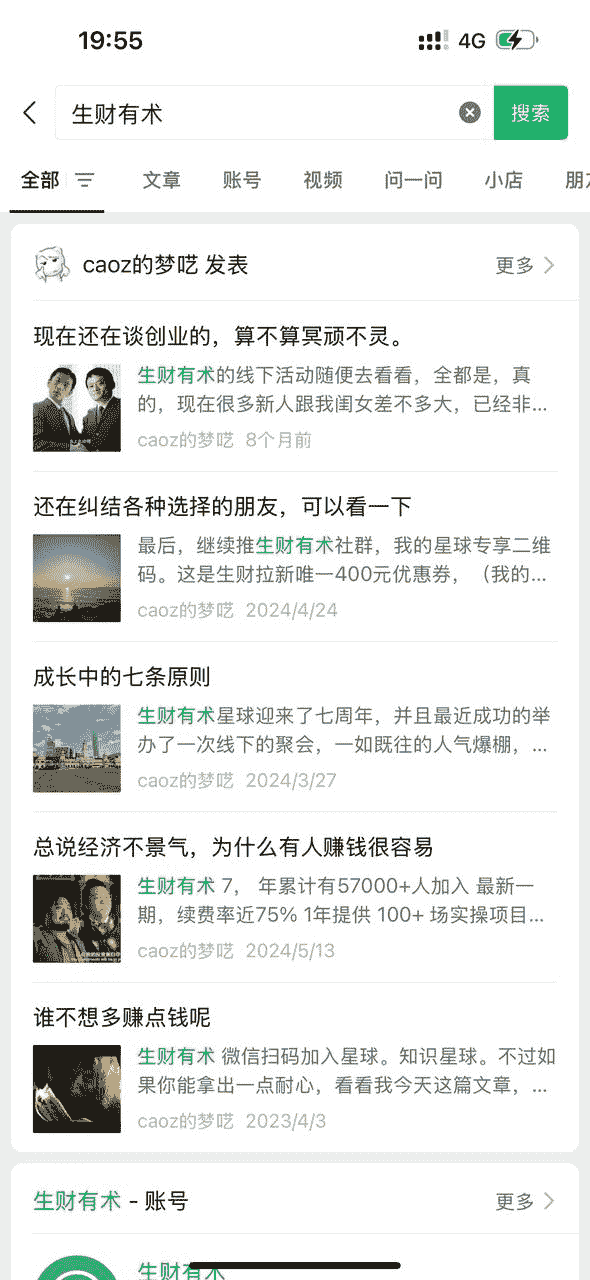 19:55
4G
生财有术
搜索
全部
文章
账号
视频
问一问
小店
caoz的梦呓 发表
更多
现在还在谈创业的，算不算冥顽不灵。
生财有术的线下活动随便去看看，全都是，真
的，现在很多新人跟我闺女差不多大，已经非...
caoz的梦呓 8个月前
还在纠结各种选择的朋友，可以看一下
最后，继续推生财有术社群，我的星球专享二维
码。这是生财拉新唯一400元优惠券，（我的...
caoz的梦呓 2024/4/24
成长中的七条原则
生财有术星球迎来了七周年，并且最近成功的举
办了一次线下的聚会，一如既往的人气爆棚，...
caoz的梦呓 2024/3/27
总说经济不景气，为什么有人赚钱很容易
生财有术 7， 年累计有57000+人加入 最新一
期，续费率近75% 1年提供 100+ 场实操项目...
caoz的梦呓 2024/5/13
谁不想多赚点钱呢
生财有术 微信扫码加入星球。知识星球。不过如
果你能拿出一点耐心，看看我今天这篇文章，...
caoz的梦呓 2023/4/3
生财有术 - 账号
更多
生财有术